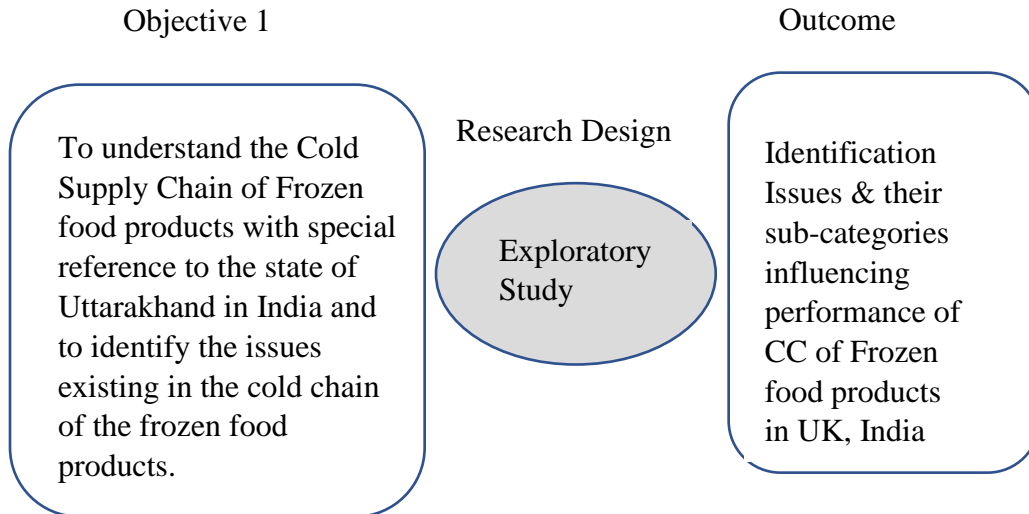 Objective 1
Outcome
To understand the Cold
Supply Chain of Frozen
food products with special
reference to the state of
Uttarakhand in India and
to identify the issues
existing in the cold chain
of the frozen food
products.
Research Design
Exploratory
Study
Identification
Issues & their
sub-categories
influencing
performance of
CC of Frozen
food products
in UK, India